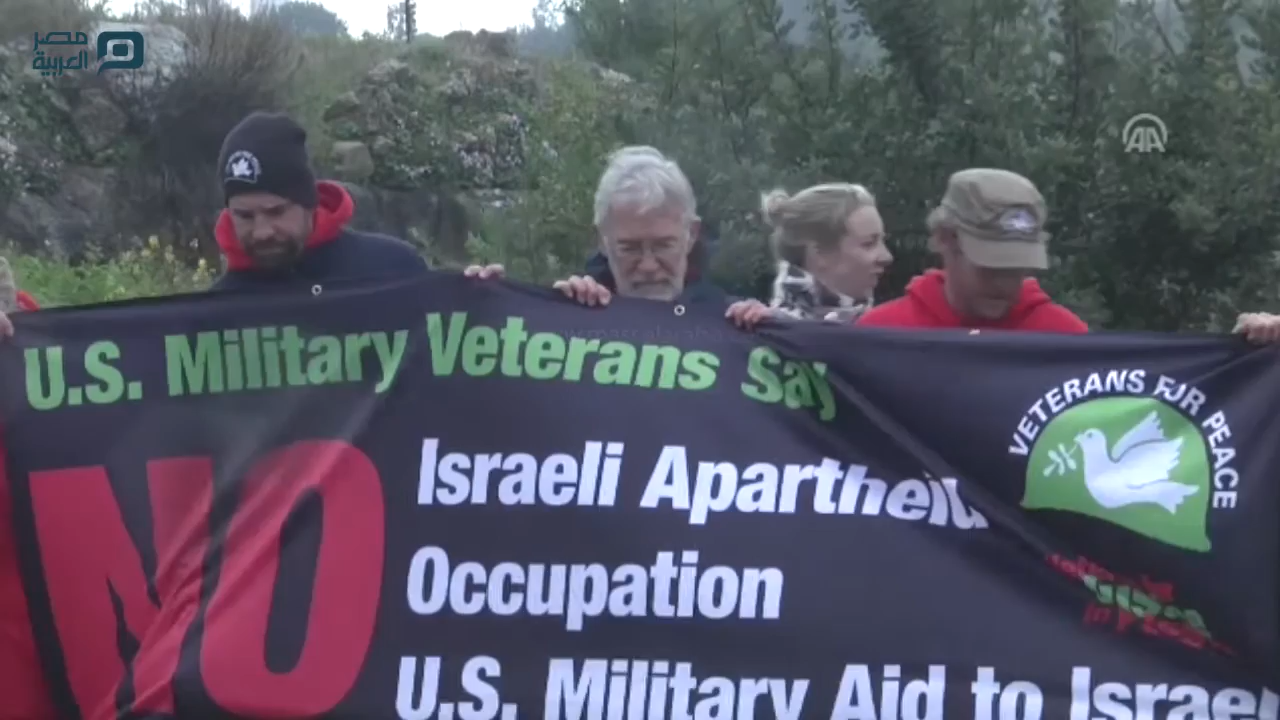 مصر
العربية
AA
U.S. Military Veterans Say
NO
Israeli Apartheid
Occupation
U.S. Military Aid to Israel
VETERANS FOR PEACE